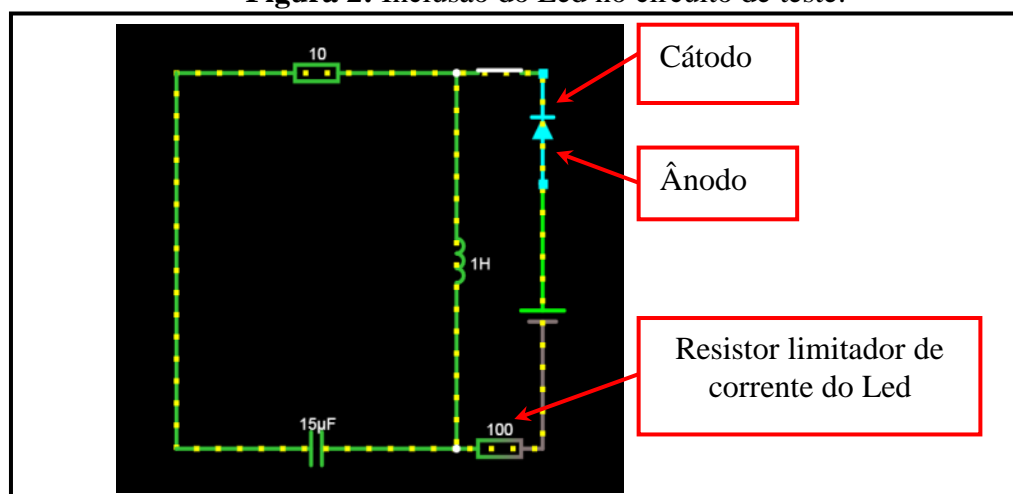 Figura 2: Inclusão do Led no circuito de teste.
10
Cátodo
Ânodo
1H
Resistor limitador de
corrente do Led
15µF
100